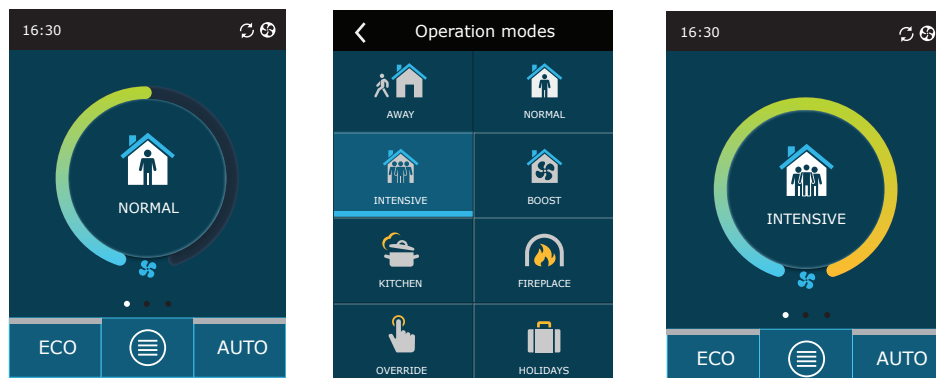 16:30
NORMAL
ECO
AUTO
Operation modes
AWAY
NORMAL
INTENSIVE
BOOST
KITCHEN
FIREPLACE
OVERRIDE
HOLIDAYS
16:30
INTENSIVE
ECO
AUTO